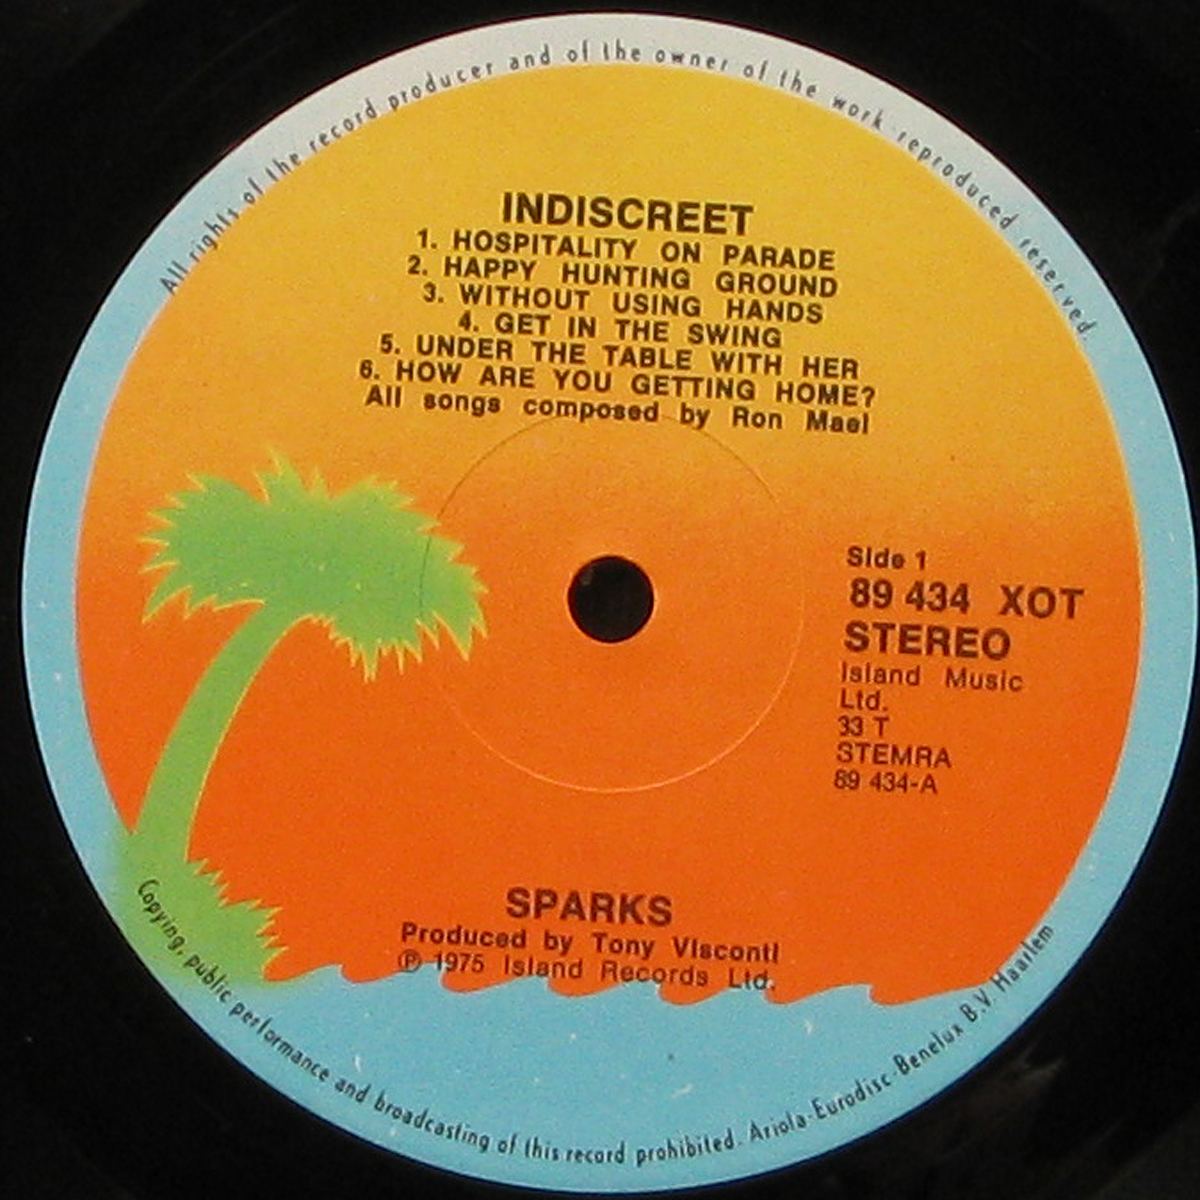 All rights of the record producer and of the owner of the work reproduced reserved.
INDISCREET
1. HOSPITALITY ON PARADE
2. HAPPY HUNTING GROUND
3. WITHOUT USING HANDS
4. GET IN THE SWING
5. UNDER THE TABLE WITH HER
6. HOW ARE YOU GETTING HOME?
All songs composed by Ron Mael
Side 1
89 434 XOT
STEREO
Island Music
Ltd.
33 T
STEMRA
89 434-A
SPARKS
Produced by Tony Visconti
℗ 1975 Island Records Ltd.
Copying, public performance and broadcasting of this record prohibited. Ariola-Eurodisc-Benelux B.V. Haarlem